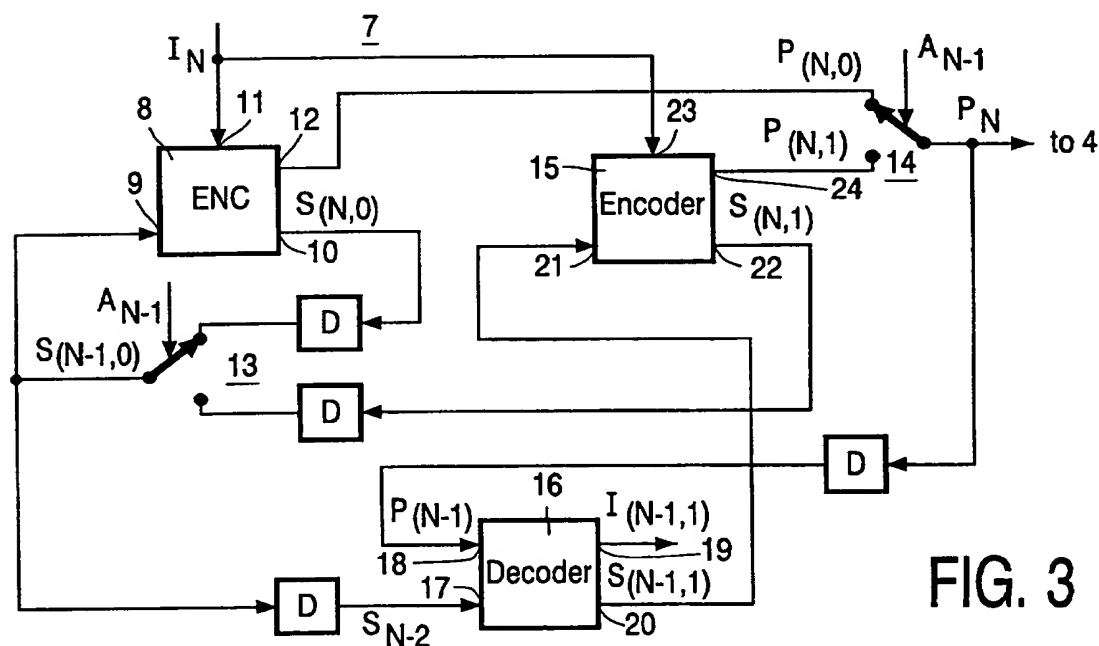 I_N
7
P_(N,0)
A_N-1
P_N
to 4
8
11
12
23
P_(N,1)
14
15
9
ENC
S_(N,0)
Encoder
24
S_(N,1)
10
21
22
A_N-1
D
S_(N-1,0)
13
D
D
16
P_(N-1)
I_(N-1,1)
18
19
17
Decoder
S_(N-1,1)
D
S_N-2
20
FIG. 3